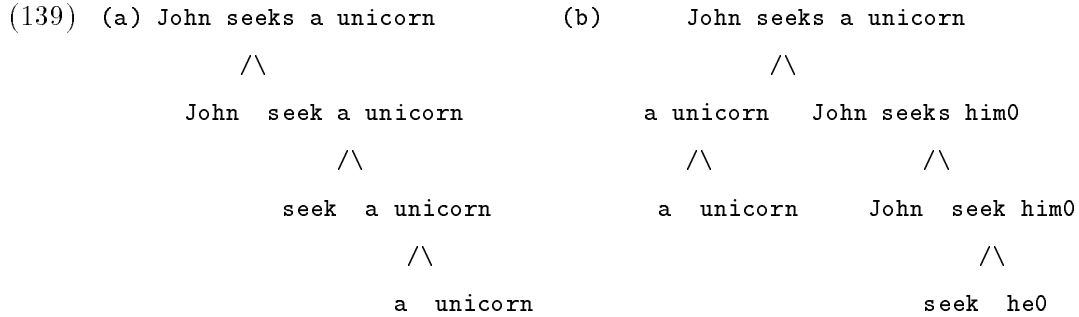 (139) (a) John seeks a unicorn (b) John seeks a unicorn
/\ /\
John seek a unicorn a unicorn John seeks him0
/\ /\ /\
seek a unicorn a unicorn John seek him0
/\ /\
a unicorn seek he0